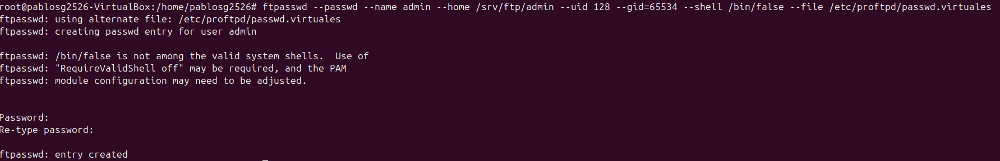 root@pablosg2526-VirtualBox:/home/pablosg2526# ftpasswd --passwd --name admin --home /srv/ftp/admin --uid 128 --gid=65534 --shell /bin/false --file /etc/proftpd/passwd.virtuales
ftpasswd: using alternate file: /etc/proftpd/passwd.virtuales
ftpasswd: creating passwd entry for user admin
ftpasswd: /bin/false is not among the valid system shells.  Use of
ftpasswd: "RequireValidShell off" may be required, and the PAM
ftpasswd: module configuration may need to be adjusted.
Password:
Re-type password:
ftpasswd: entry created